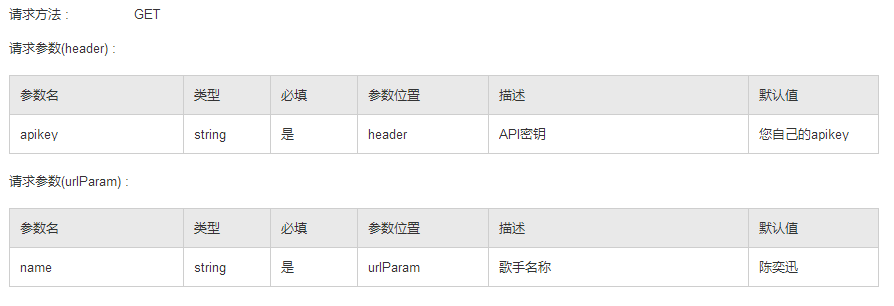 请求方法 : GET
请求参数(header) :
参数名 类型 必填 参数位置 描述 默认值
apikey string 是 header API密钥 您自己的apikey
请求参数(urlParam) :
参数名 类型 必填 参数位置 描述 默认值
name string 是 urlParam 歌手名称 陈奕迅